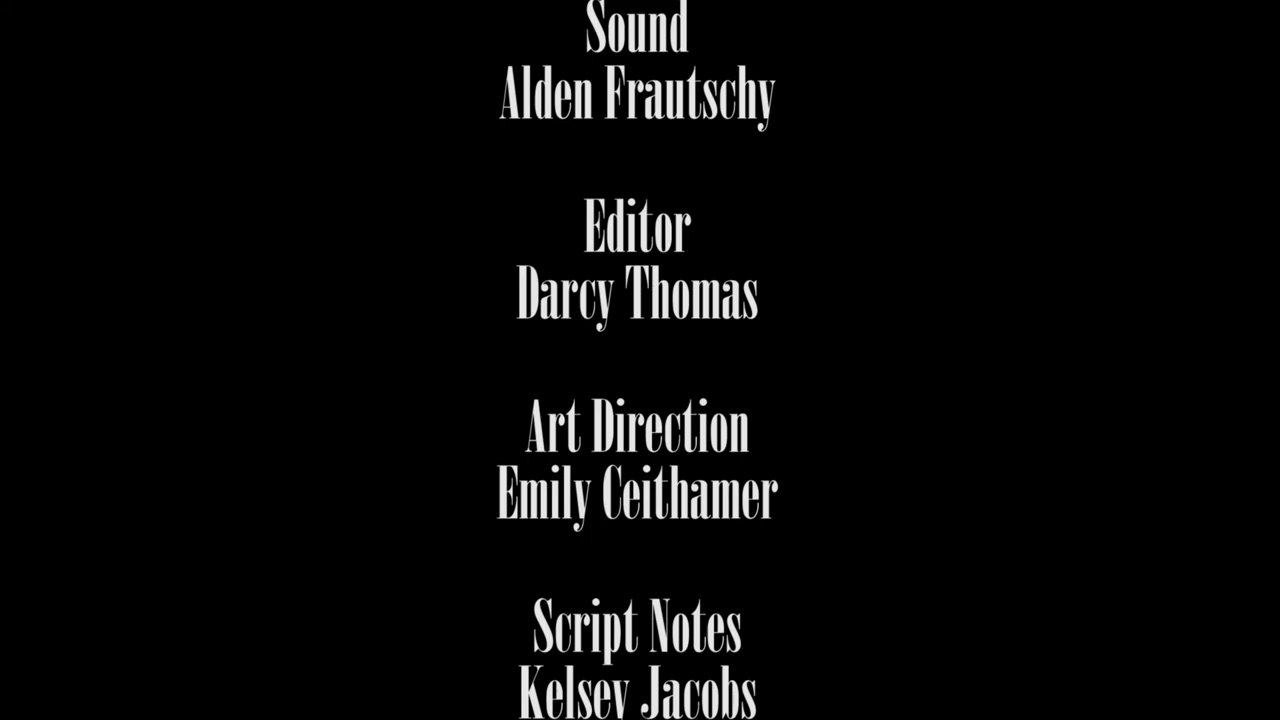 Sound
Alden Frautschy
Editor
Darcy Thomas
Art Direction
Emily Ceithamer
Script Notes
Kelsey Jacobs